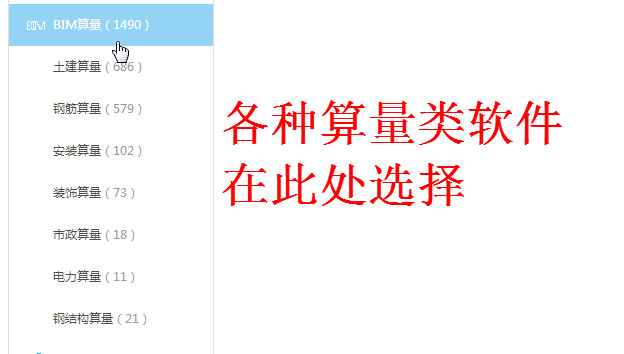 BIM BIM算量（1490）
土建算量（686）
钢筋算量（579）
安装算量（102）
装饰算量（73）
市政算量（18）
电力算量（11）
钢结构算量（21）
各种算量类软件
在此处选择